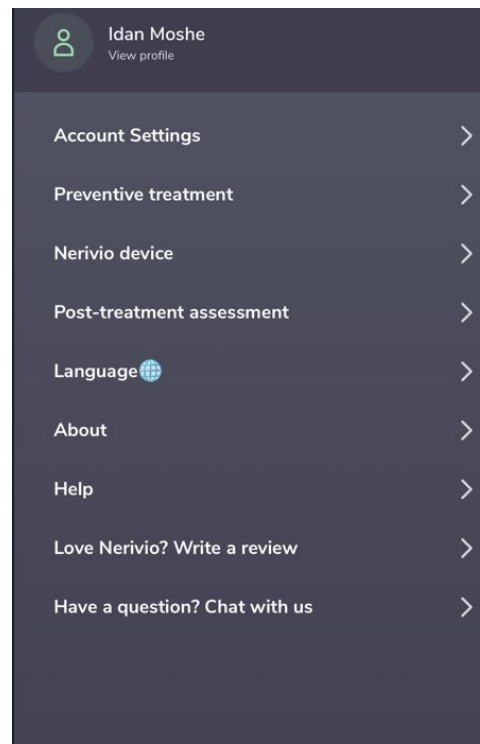 Idan Moshe
View profile
Account Settings
Preventive treatment
Nerivio device
Post-treatment assessment
Language🌐
About
Help
Love Nerivio? Write a review
Have a question? Chat with us